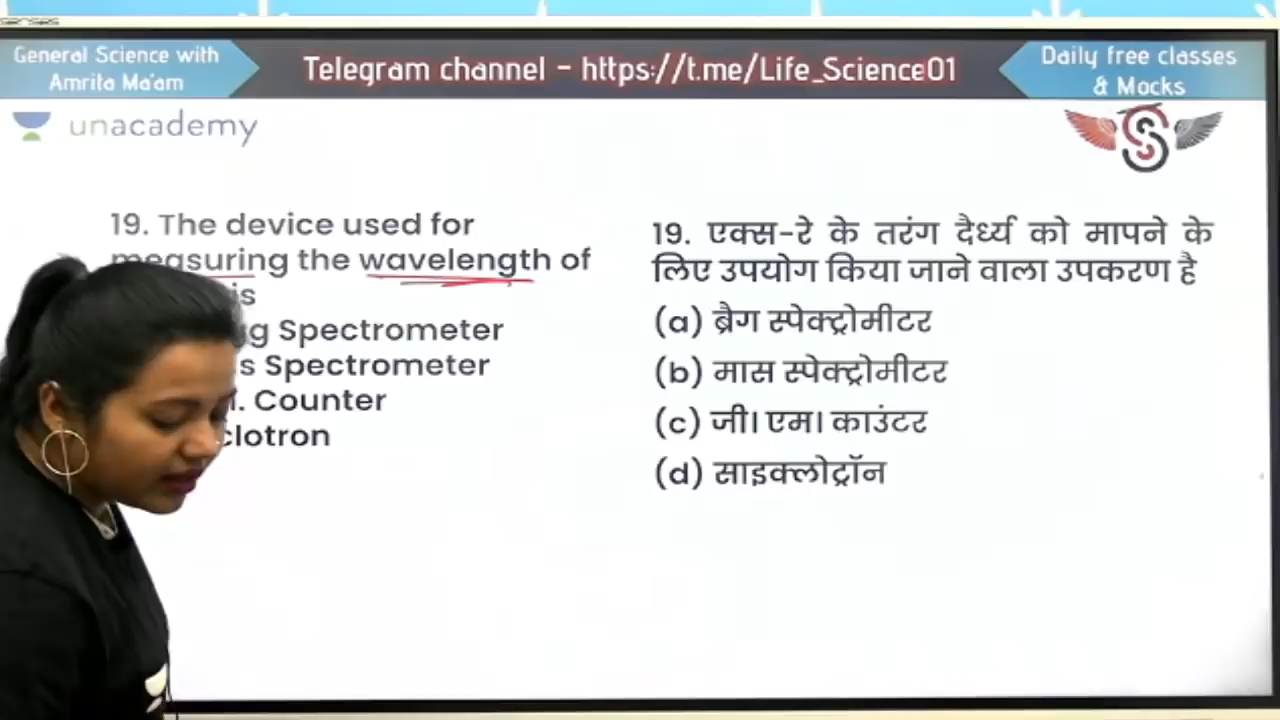 General Science with
Amrita Ma'am
Telegram channel - https://t.me/Life_Science01
Daily free classes
& Mocks
unacademy
19. The device used for
measuring the wavelength of
is
Spectrometer
Spectrometer
Counter
19. एक्स-रे के तरंग दैर्ध्य को मापने के
लिए उपयोग किया जाने वाला उपकरण है
(a) ब्रैग स्पेक्ट्रोमीटर
(b) मास स्पेक्ट्रोमीटर
(c) जी। एम। काउंटर
(d) साइक्लोट्रॉन